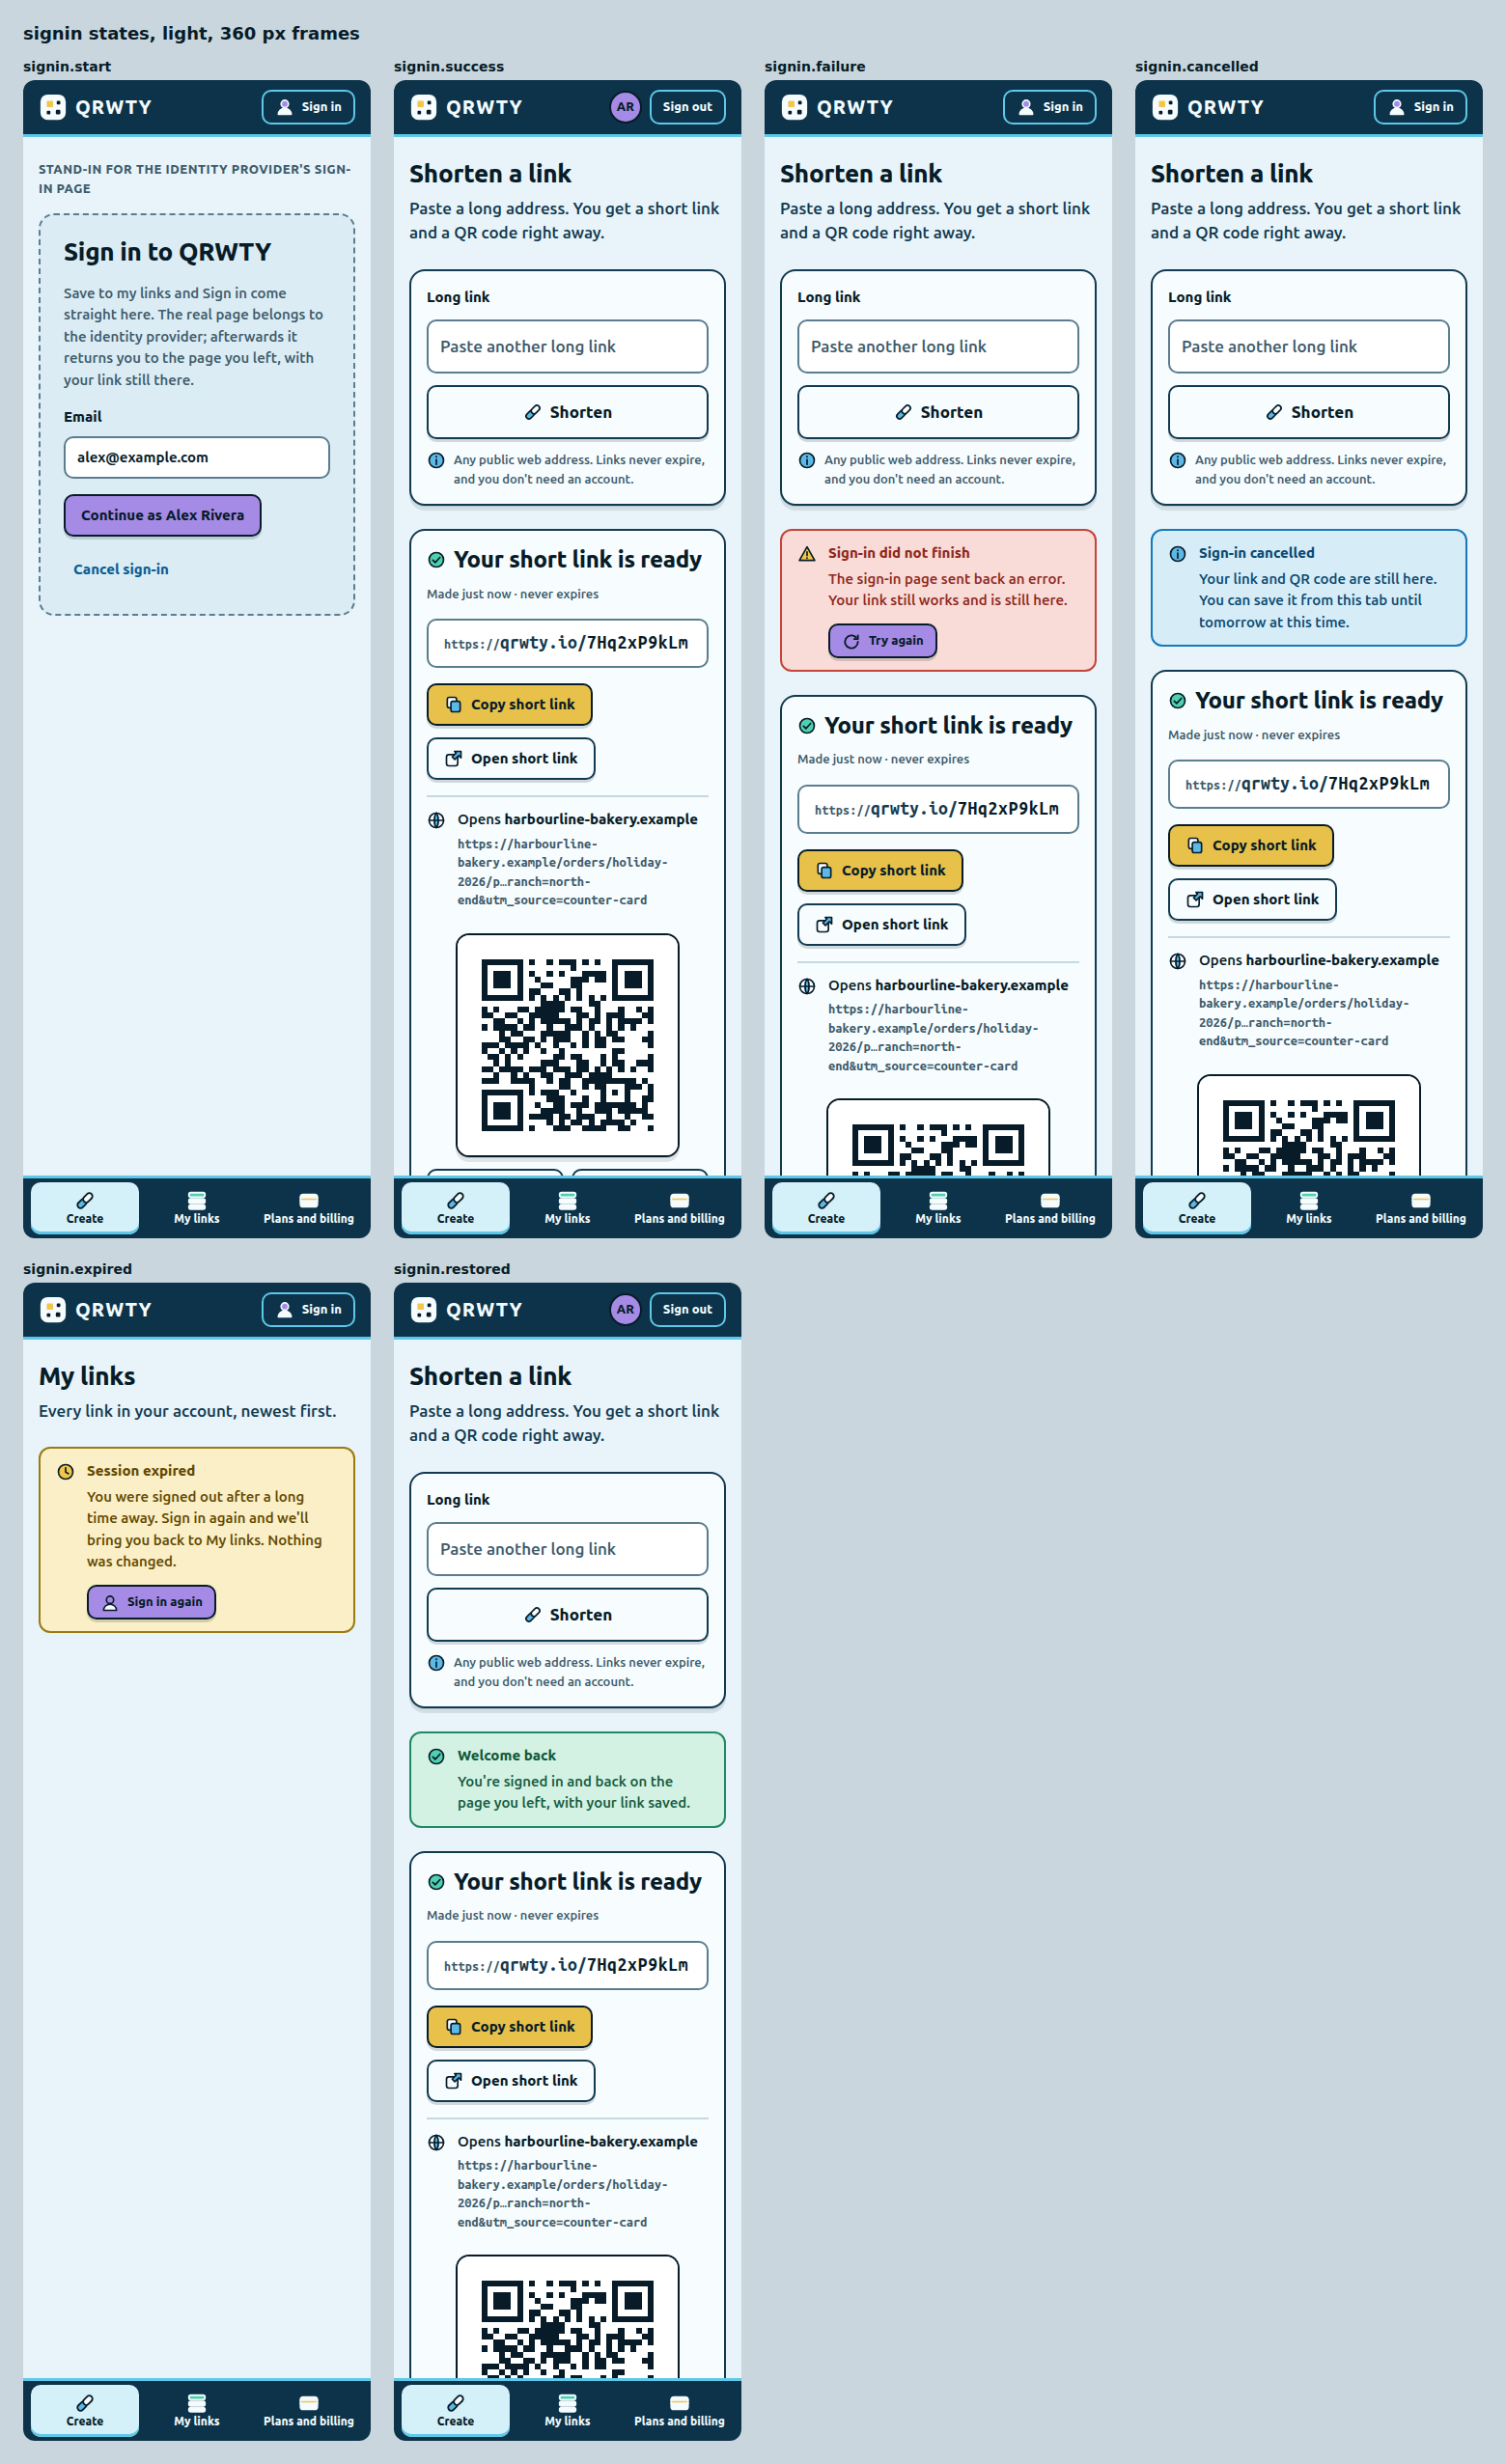 signin states, light, 360 px frames
signin.start
QRWTY
Sign in
STAND-IN FOR THE IDENTITY PROVIDER'S SIGN-
IN PAGE
Sign in to QRWTY
Save to my links and Sign in come
straight here. The real page belongs to
the identity provider; afterwards it
returns you to the page you left, with
your link still there.
Email
alex@example.com
Continue as Alex Rivera
Cancel sign-in
Create
My links
Plans and billing
signin.success
QRWTY
AR
Sign out
Shorten a link
Paste a long address. You get a short link
and a QR code right away.
Long link
Paste another long link
Shorten
Any public web address. Links never expire,
and you don't need an account.
Your short link is ready
Made just now · never expires
https://qrwty.io/7Hq2xP9kLm
Copy short link
Open short link
Opens harbourline-bakery.example
https://harbourline-
bakery.example/orders/holiday-
2026/p…ranch=north-
end&utm_source=counter-card
Create
My links
Plans and billing
signin.failure
QRWTY
Sign in
Shorten a link
Paste a long address. You get a short link
and a QR code right away.
Long link
Paste another long link
Shorten
Any public web address. Links never expire,
and you don't need an account.
Sign-in did not finish
The sign-in page sent back an error.
Your link still works and is still here.
Try again
Your short link is ready
Made just now · never expires
https://qrwty.io/7Hq2xP9kLm
Copy short link
Open short link
Opens harbourline-bakery.example
https://harbourline-
bakery.example/orders/holiday-
2026/p…ranch=north-
end&utm_source=counter-card
Create
My links
Plans and billing
signin.cancelled
QRWTY
Sign in
Shorten a link
Paste a long address. You get a short link
and a QR code right away.
Long link
Paste another long link
Shorten
Any public web address. Links never expire,
and you don't need an account.
Sign-in cancelled
Your link and QR code are still here.
You can save it from this tab until
tomorrow at this time.
Your short link is ready
Made just now · never expires
https://qrwty.io/7Hq2xP9kLm
Copy short link
Open short link
Opens harbourline-bakery.example
https://harbourline-
bakery.example/orders/holiday-
2026/p…ranch=north-
end&utm_source=counter-card
Create
My links
Plans and billing
signin.expired
QRWTY
Sign in
My links
Every link in your account, newest first.
Session expired
You were signed out after a long
time away. Sign in again and we'll
bring you back to My links. Nothing
was changed.
Sign in again
Create
My links
Plans and billing
signin.restored
QRWTY
AR
Sign out
Shorten a link
Paste a long address. You get a short link
and a QR code right away.
Long link
Paste another long link
Shorten
Any public web address. Links never expire,
and you don't need an account.
Welcome back
You're signed in and back on the
page you left, with your link saved.
Your short link is ready
Made just now · never expires
https://qrwty.io/7Hq2xP9kLm
Copy short link
Open short link
Opens harbourline-bakery.example
https://harbourline-
bakery.example/orders/holiday-
2026/p…ranch=north-
end&utm_source=counter-card
Create
My links
Plans and billing